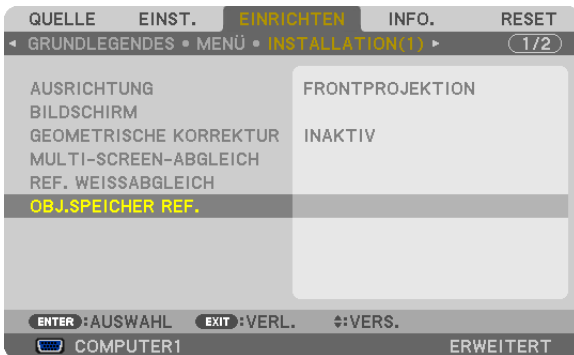 QUELLE EINST. EINRICHTEN INFO. RESET
◂ GRUNDLEGENDES • MENÜ • INSTALLATION(1) ▸ 1/2
AUSRICHTUNG FRONTPROJEKTION
BILDSCHIRM
GEOMETRISCHE KORREKTUR INAKTIV
MULTI-SCREEN-ABGLEICH
REF. WEISSABGLEICH
OBJ.SPEICHER REF.
ENTER :AUSWAHL EXIT :VERL. ♦:VERS.
COMPUTER1 ERWEITERT